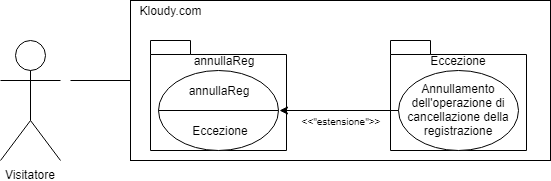 Kloudy.com
annullaReg
annullaReg
Eccezione
Eccezione
Annullamento
dell'operazione di
cancellazione della
registrazione
<<"estensione">>
Visitatore